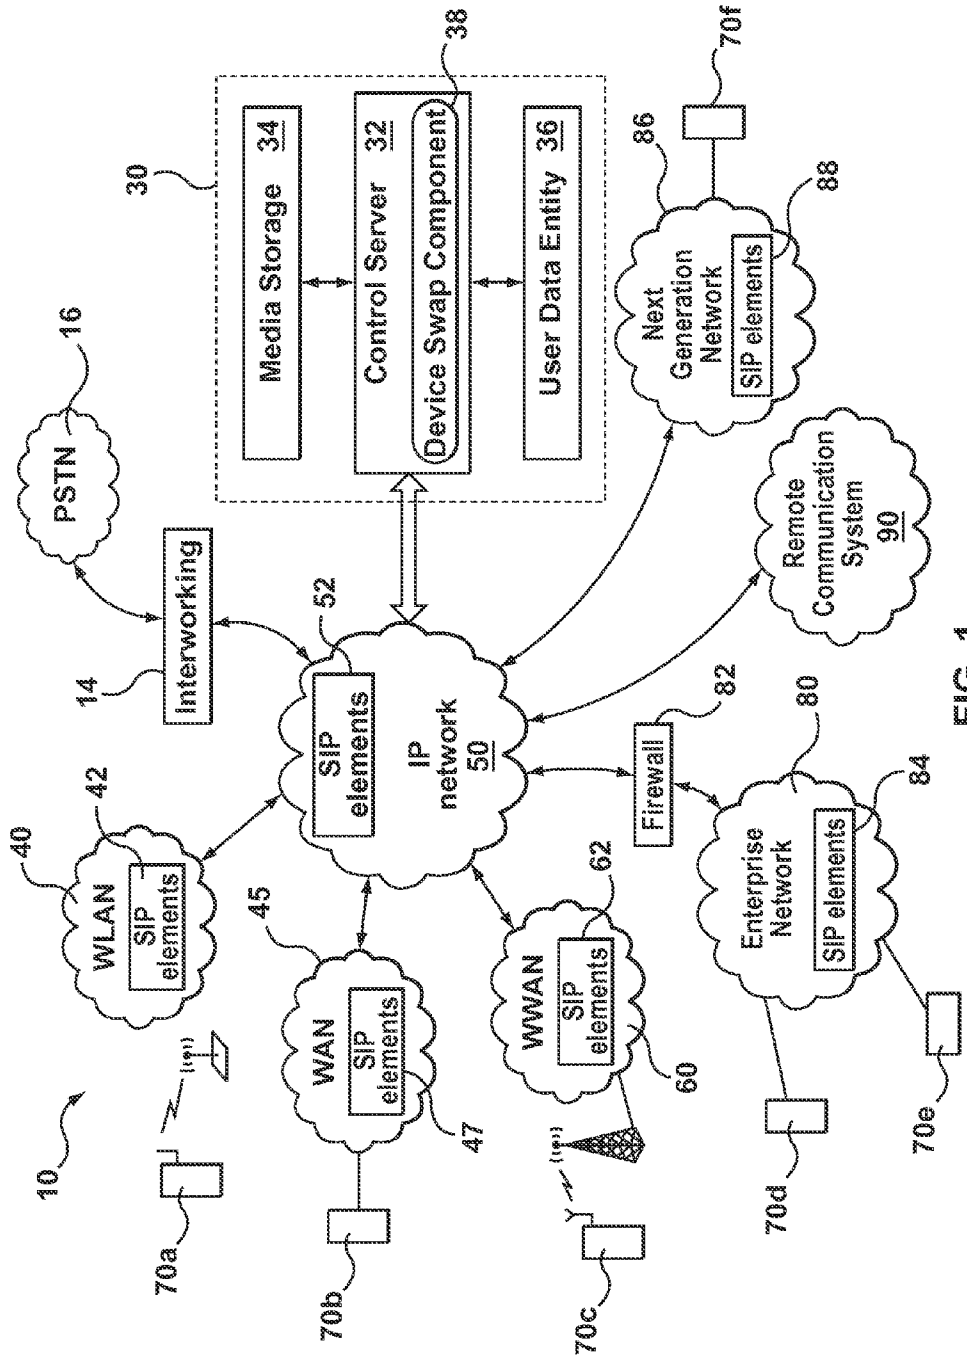 10
70a
40
WLAN
42
SIP
elements
14
Interworking
PSTN
16
30
Media Storage 34
Control Server 32
Device Swap Component
38
User Data Entity 36
70b
45
WAN
SIP
elements
47
52
SIP
elements
IP
network
50
70c
WWAN
62
SIP
elements
60
Firewall
82
Next
Generation
Network
SIP elements
86
88
70f
Remote
Communication
System
90
70d
70e
Enterprise
Network
SIP elements
80
84